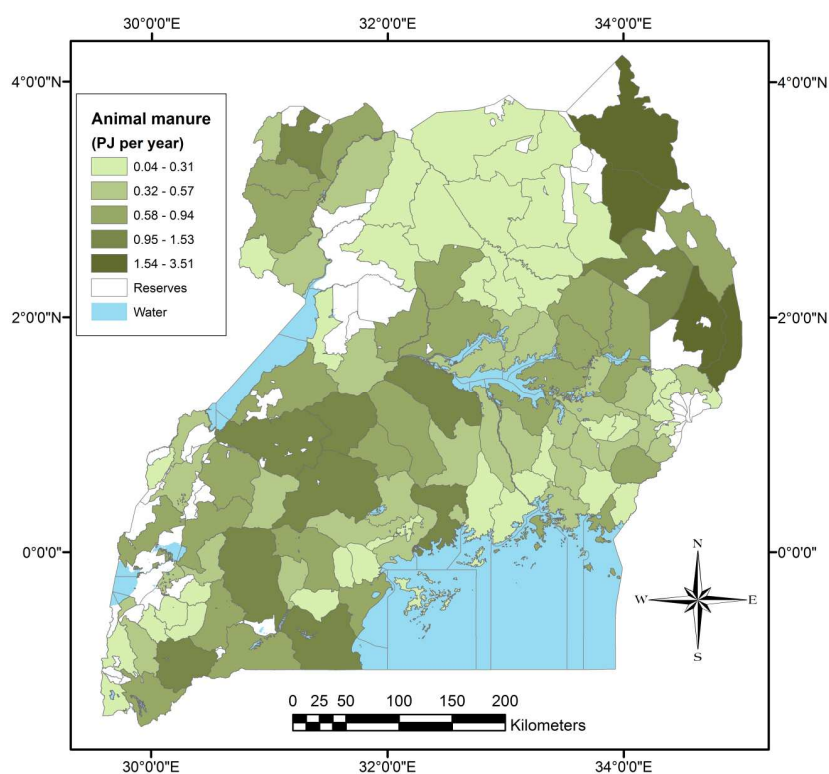 30°0'0"E 32°0'0"E 34°0'0"E
4°0'0"N 4°0'0"N
Animal manure
(PJ per year)
0.04 - 0.31
0.32 - 0.57
0.58 - 0.94
0.95 - 1.53
1.54 - 3.51
Reserves
Water
2°0'0"N 2°0'0"N
0°0'0" 0°0'0"
N
W E
S
0 25 50 100 150 200
Kilometers
30°0'0"E 32°0'0"E 34°0'0"E